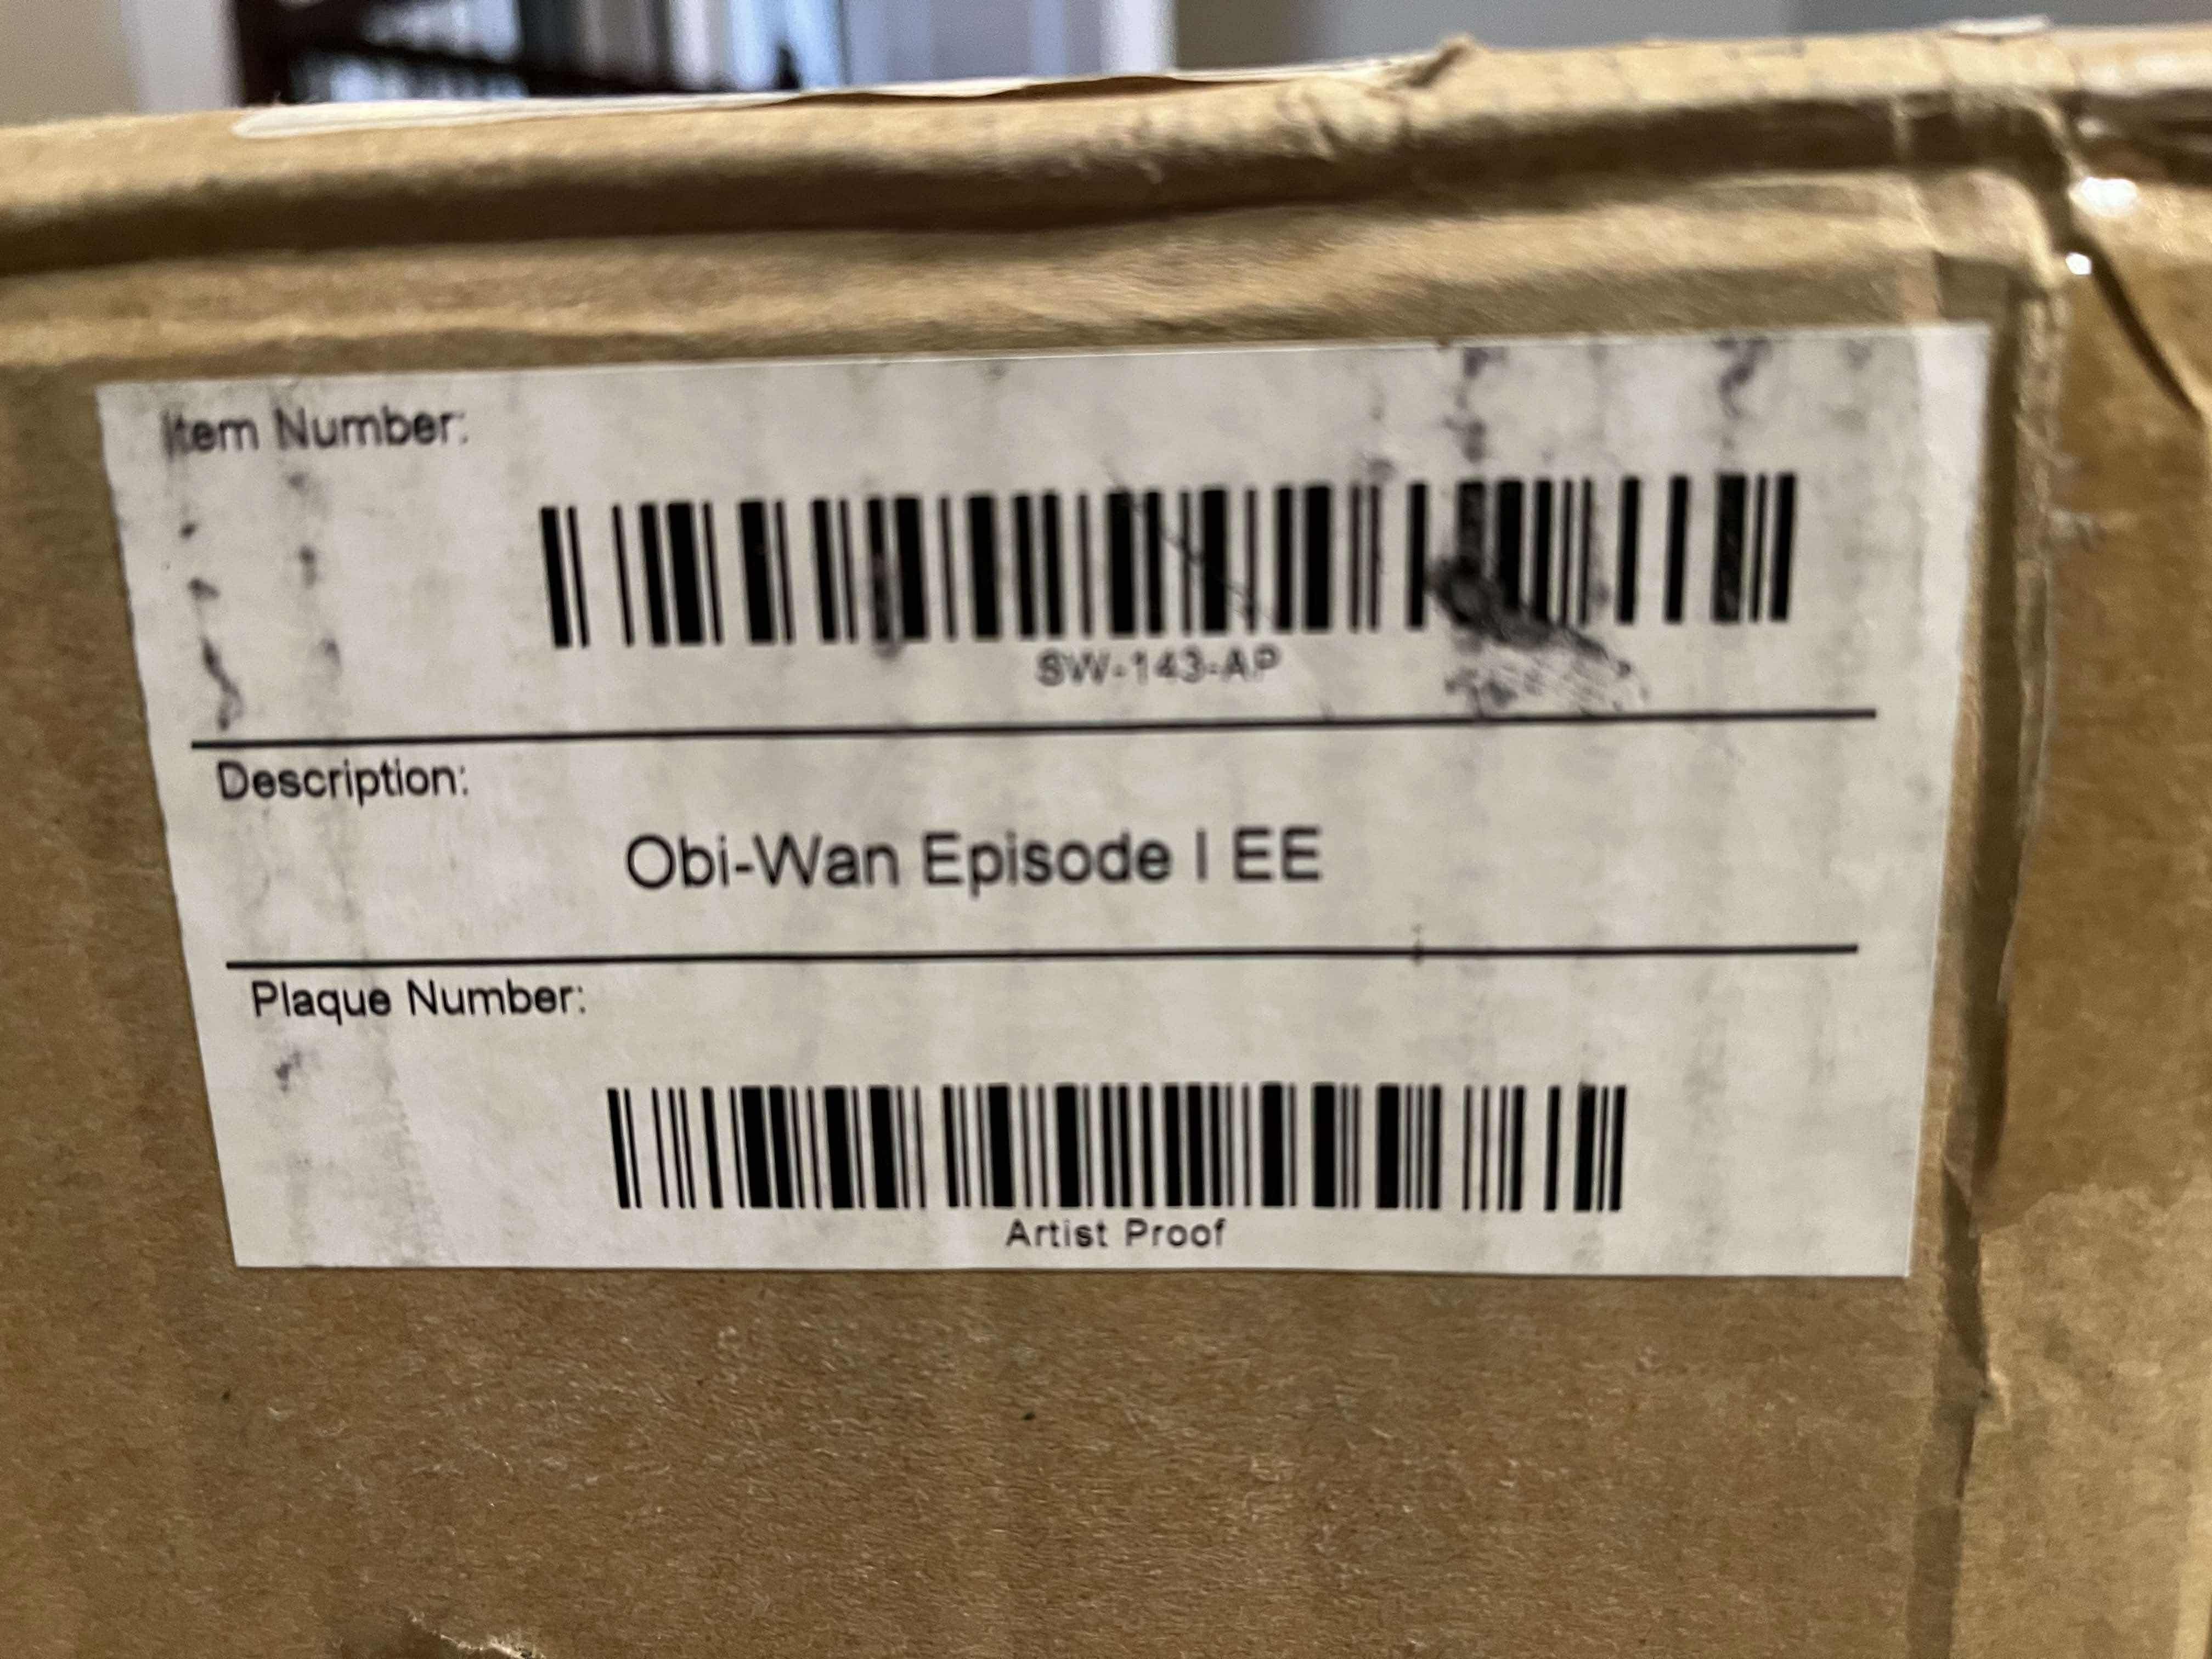 Item Number:
SW-143-AP
Description:
Obi-Wan Episode I EE
Plaque Number:
Artist Proof